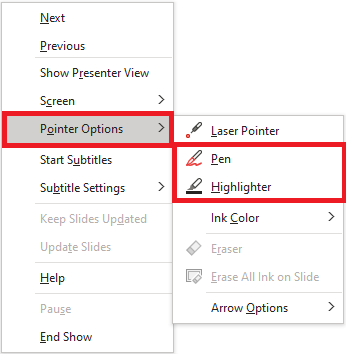 Next
Previous
Show Presenter View
Screen
Pointer Options
Start Subtitles
Subtitle Settings
Keep Slides Updated
Update Slides
Help
Pause
End Show
Laser Pointer
Pen
Highlighter
Ink Color
Eraser
Erase All Ink on Slide
Arrow Options